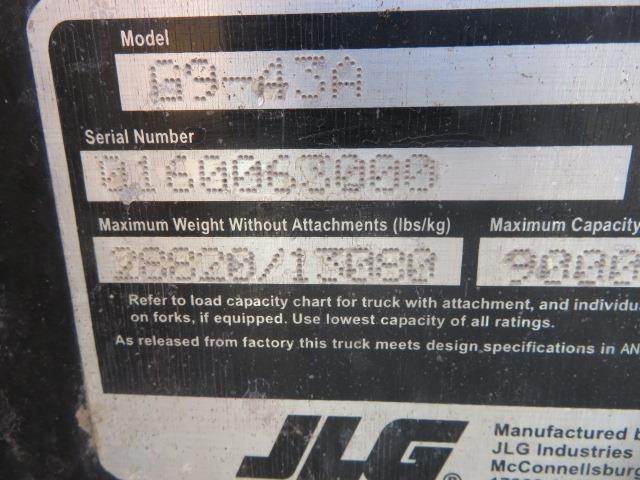 Model
G9-43A
Serial Number
0160063000
Maximum Weight Without Attachments (lbs/kg)
Maximum Capacity
28820/13080
9000
* Refer to load capacity chart for truck with attachment, and individu
on forks, if equipped. Use lowest capacity of all ratings.
As released from factory this truck meets design specifications in AN
JLG®
Manufactured b
JLG Industries
McConnellsburg